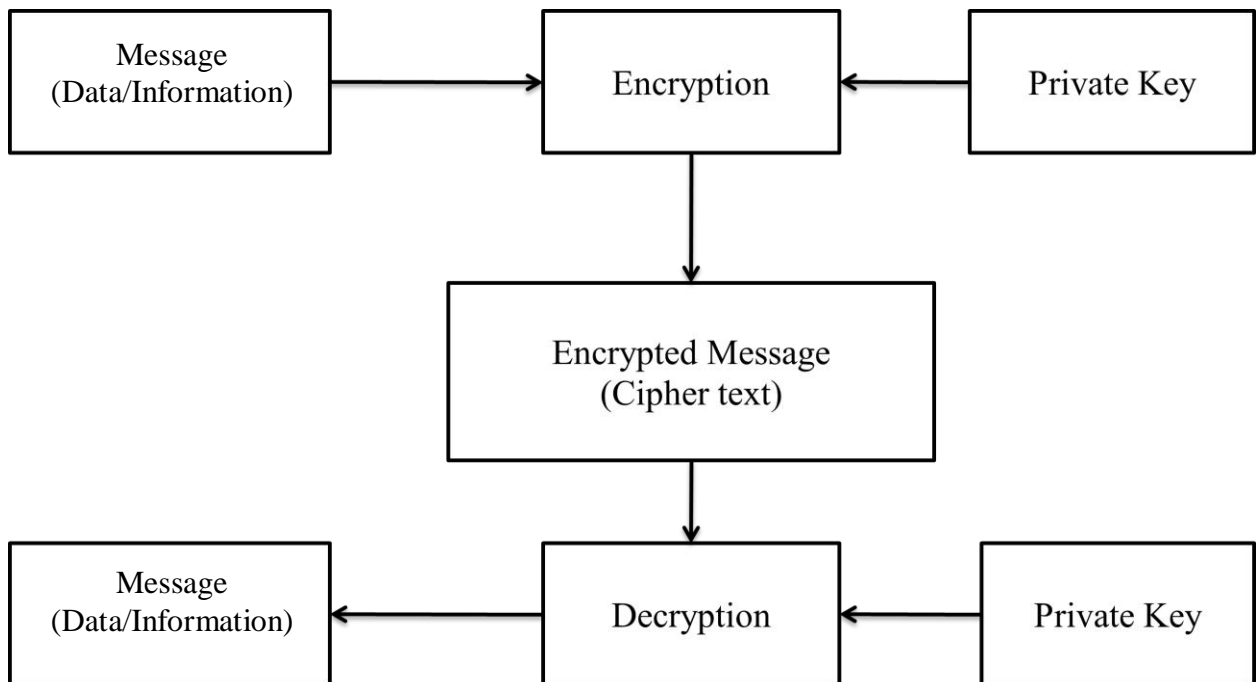 Message
(Data/Information)
Encryption
Private Key
Encrypted Message
(Cipher text)
Message
(Data/Information)
Decryption
Private Key